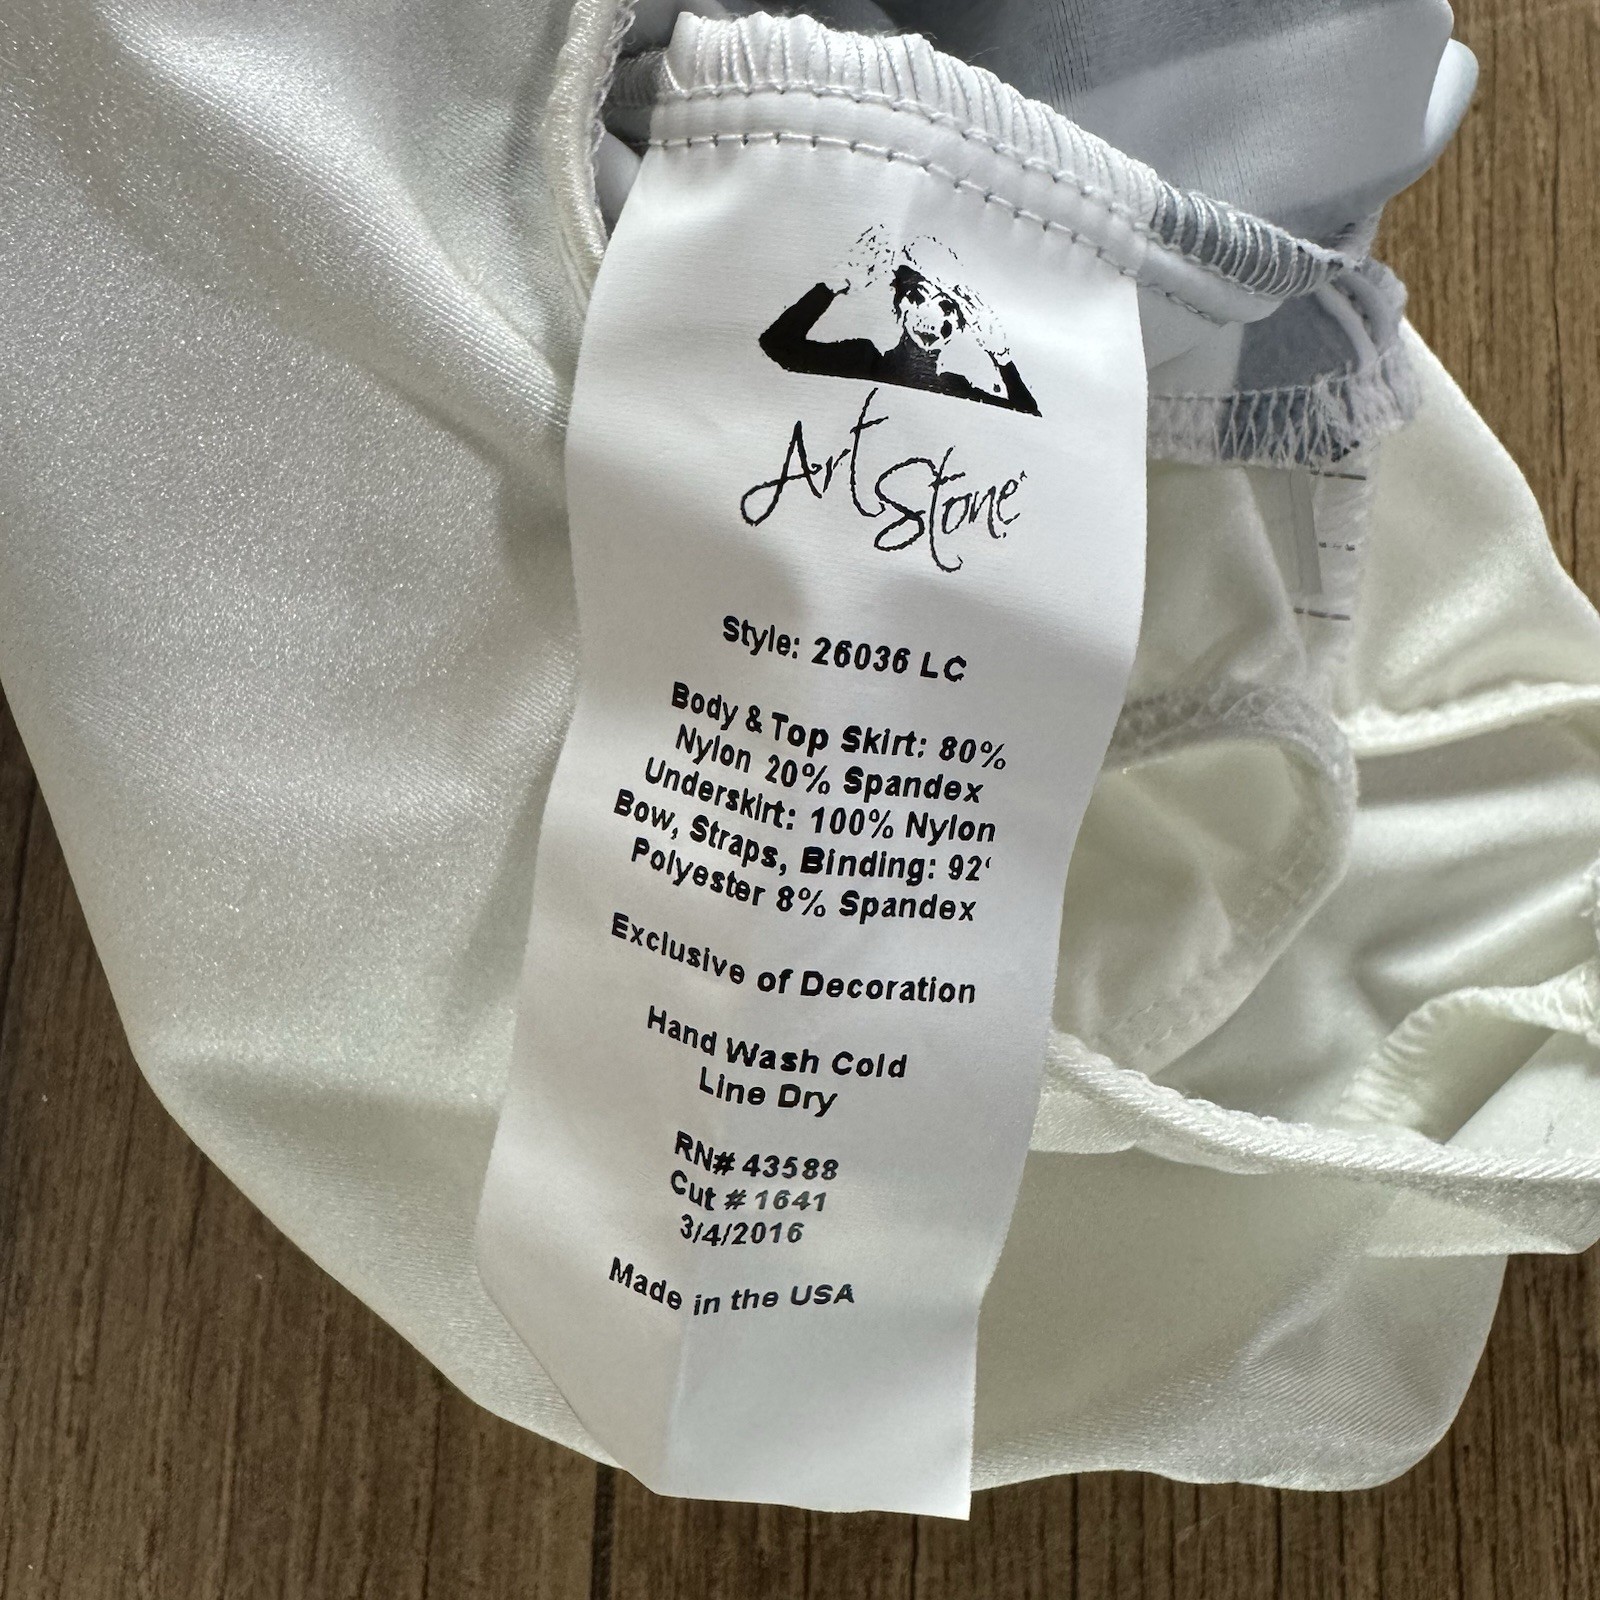 Art Stone
Style: 26036 LC
Body & Top Skirt: 80%
Nylon 20% Spandex
Underskirt: 100% Nylon
Bow, Straps, Binding: 92
Polyester 8% Spandex
Exclusive of Decoration
Hand Wash Cold
Line Dry
RN# 43588
Cut # 1641
3/4/2016
Made in the USA